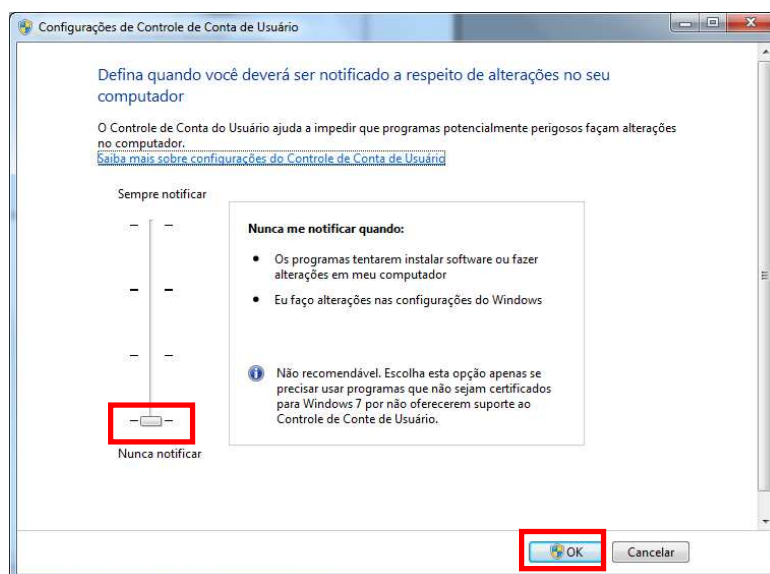 Configurações de Controle de Conta de Usuário
Defina quando você deverá ser notificado a respeito de alterações no seu
computador
O Controle de Conta do Usuário ajuda a impedir que programas potencialmente perigosos façam alterações
no computador.
Saiba mais sobre configurações do Controle de Conta de Usuário
Sempre notificar
Nunca me notificar quando:
Os programas tentarem instalar software ou fazer
alterações em meu computador
Eu faço alterações nas configurações do Windows
Não recomendável. Escolha esta opção apenas se
precisar usar programas que não sejam certificados
para Windows 7 por não oferecerem suporte ao
Controle de Conte de Usuário.
Nunca notificar
OK
Cancelar